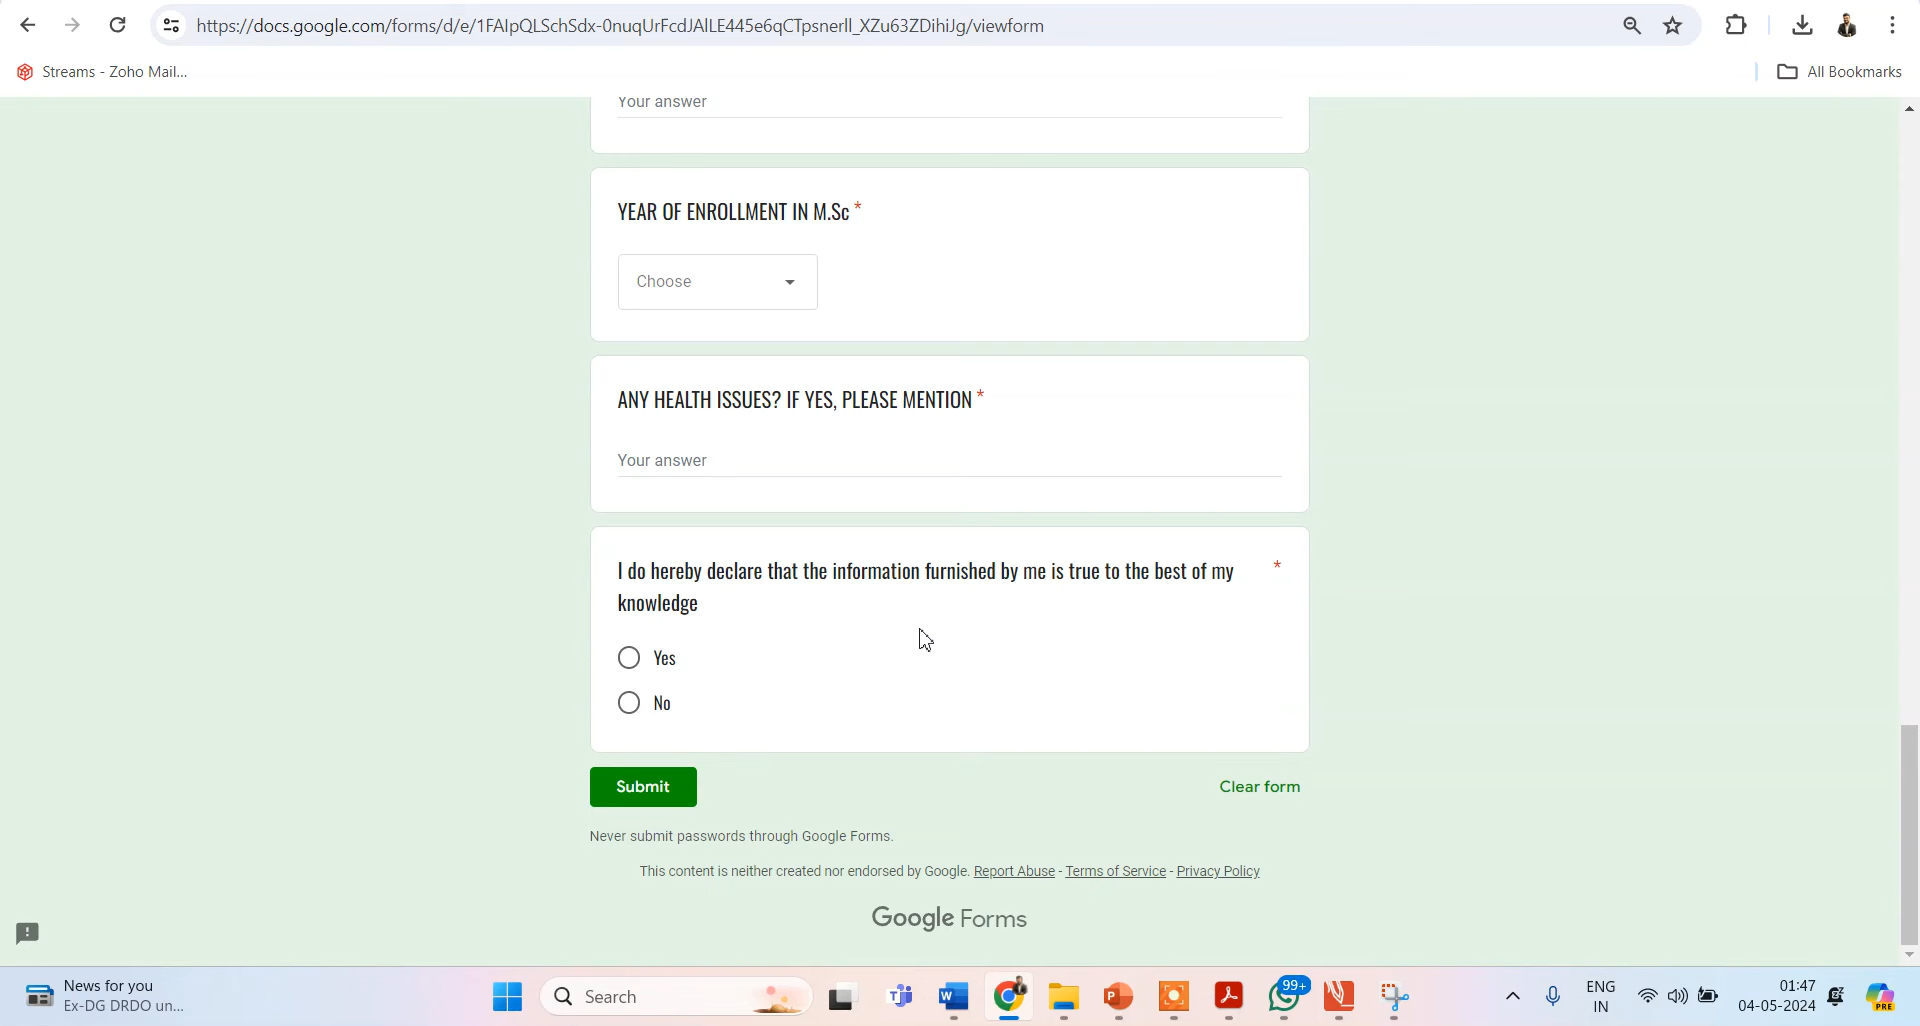 https://docs.google.com/forms/d/e/1FAIpQLSchSdx-0nuqUrFcdJAlLE445e6qCTpsnerIl_XZu63ZDihiJg/viewform
Streams - Zoho Mail...
All Bookmarks
Your answer
YEAR OF ENROLLMENT IN M.Sc *
Choose
ANY HEALTH ISSUES? IF YES, PLEASE MENTION *
Your answer
I do hereby declare that the information furnished by me is true to the best of my *
knowledge
Yes
No
Submit
Clear form
Never submit passwords through Google Forms.
This content is neither created nor endorsed by Google. Report Abuse - Terms of Service - Privacy Policy
Google Forms
News for you
Ex-DG DRDO un...
Search
99+
ENG
IN
01:47
04-05-2024
PRE